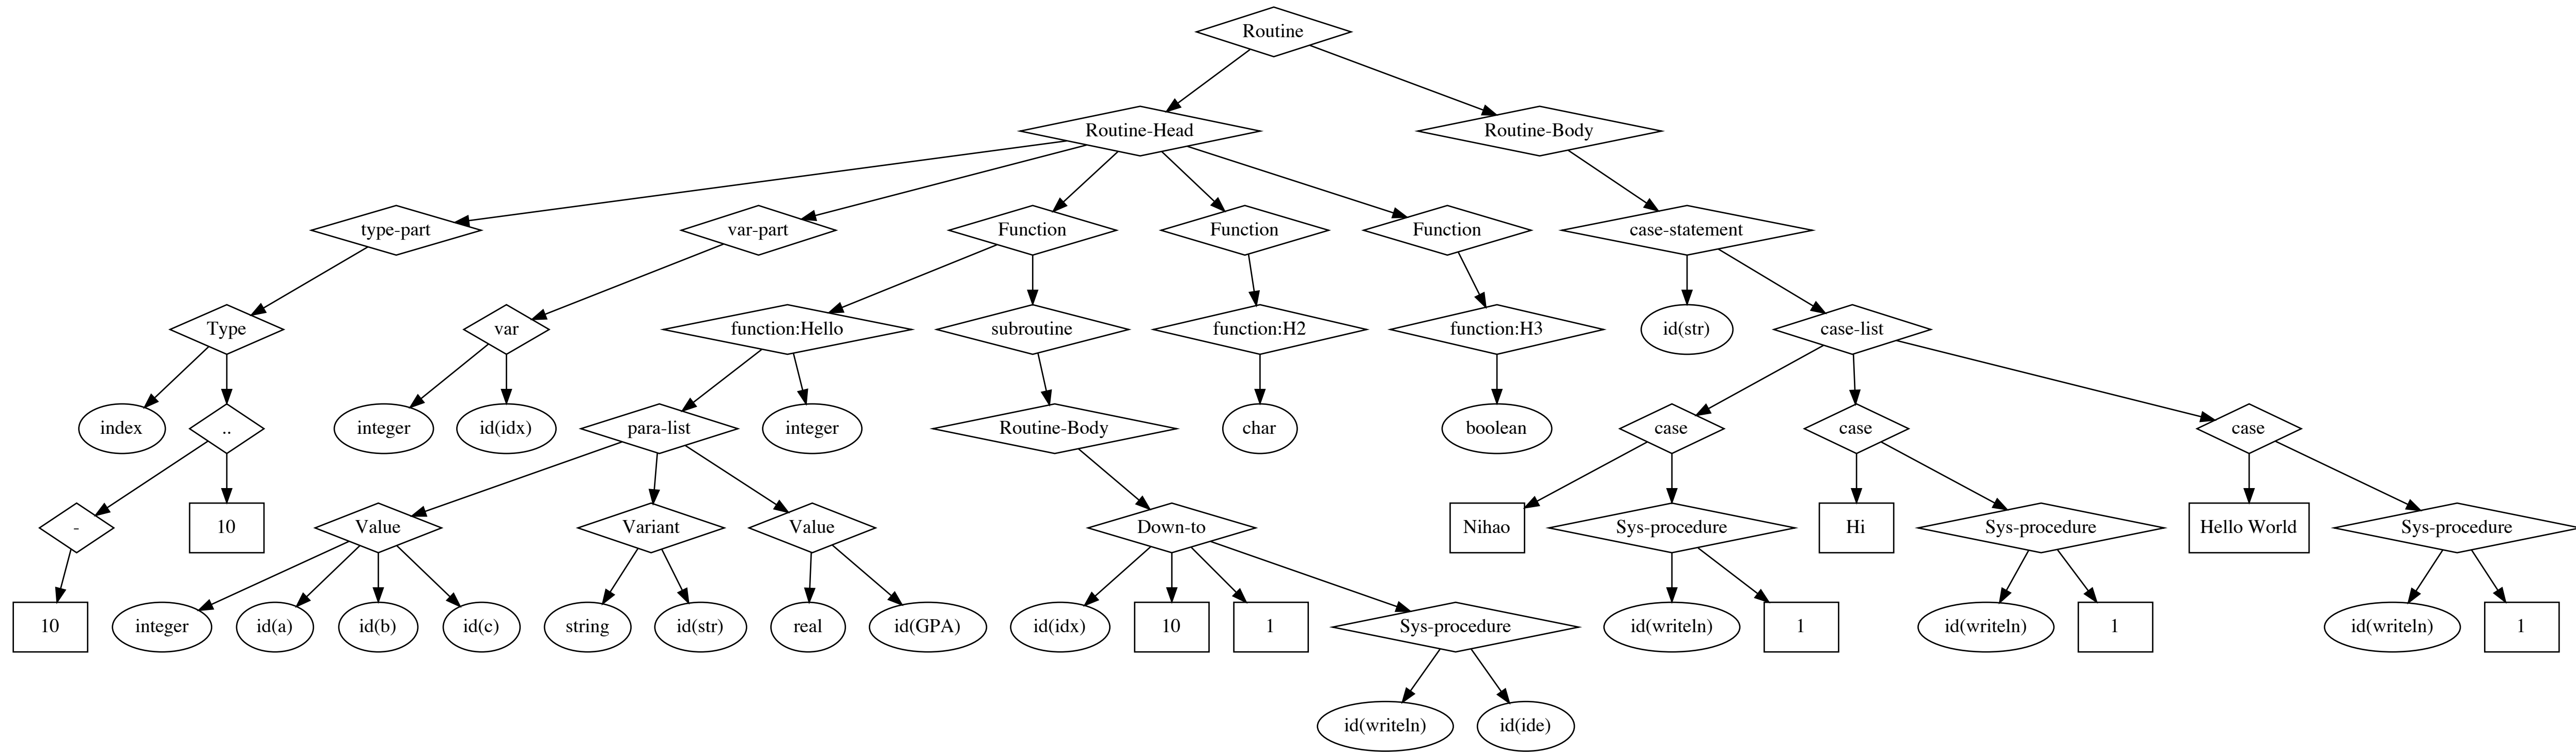 Routine
Routine-Head
Routine-Body
type-part
var-part
Function
Function
Function
case-statement
Type
var
function:Hello
subroutine
function:H2
function:H3
id(str)
case-list
index
..
integer
id(idx)
para-list
integer
Routine-Body
char
boolean
case
case
case
-
10
Value
Variant
Value
Down-to
Nihao
Sys-procedure
Hi
Sys-procedure
Hello World
Sys-procedure
10
integer
id(a)
id(b)
id(c)
string
id(str)
real
id(GPA)
id(idx)
10
1
Sys-procedure
id(writeln)
1
id(writeln)
1
id(writeln)
1
id(writeln)
id(ide)